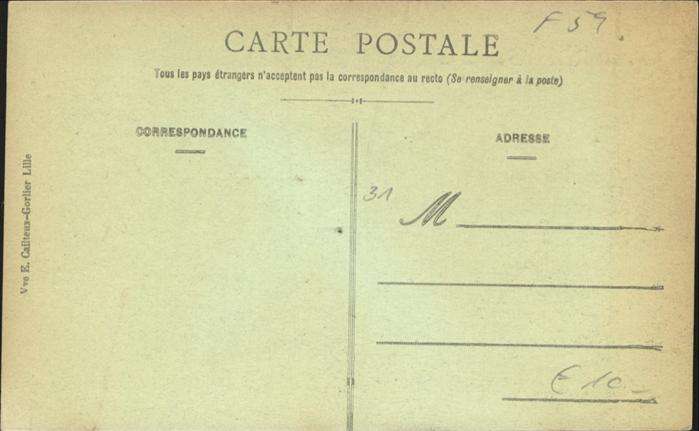 F 59.
CARTE POSTALE
Tous les pays étrangers n'acceptent pas la correspondance au recto (Se renseigner à la poste)
CORRESPONDANCE
ADRESSE
31
M
€ 10-
Vve E. Cailteux-Gorlier Lille